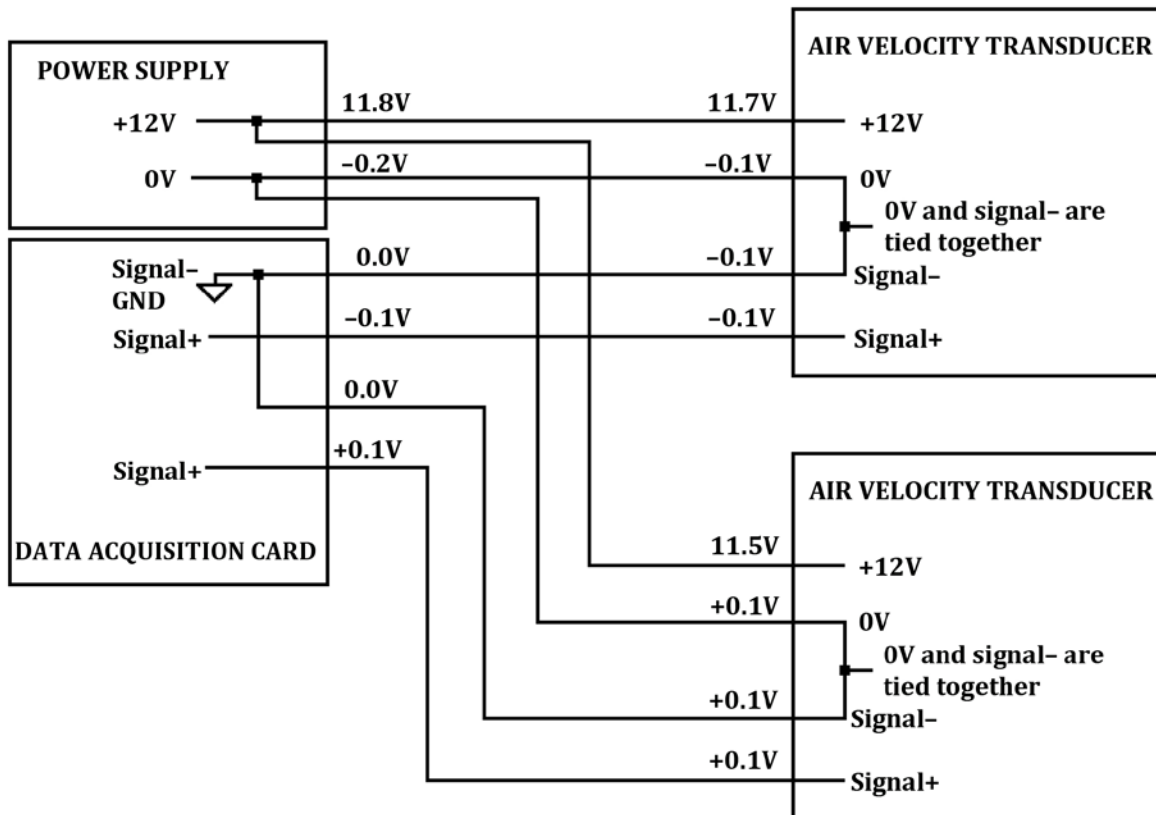 POWER SUPPLY
+12V
0V
11.8V
11.7V
–0.2V
–0.1V
AIR VELOCITY TRANSDUCER
+12V
0V
0V and signal– are
tied together
Signal–
Signal+
Signal–
GND
Signal+
0.0V
–0.1V
–0.1V
–0.1V
0.0V
Signal+
+0.1V
DATA ACQUISITION CARD
AIR VELOCITY TRANSDUCER
11.5V
+12V
+0.1V
0V
0V and signal– are
tied together
+0.1V
Signal–
+0.1V
Signal+